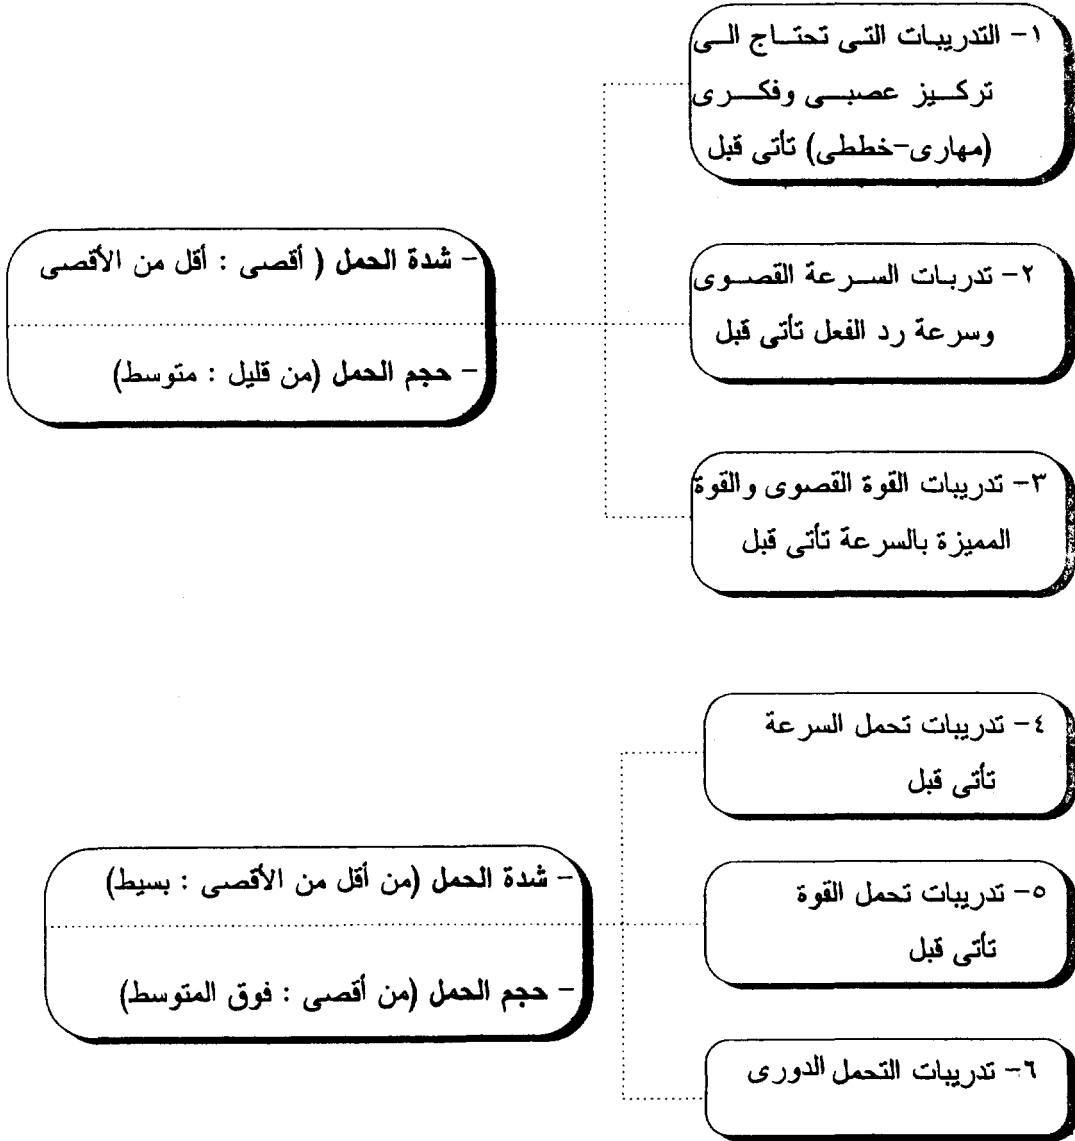 ١- التدريبات التى تحتاج الى
تركيز عصبى وفكرى
(مهارى-خططى) تأتى قبل
٢- تدربات السرعة القصوى
وسرعة رد الفعل تأتى قبل
٣- تدريبات القوة القصوى والقوة
المميزة بالسرعة تأتى قبل
- شدة الحمل ( أقصى : أقل من الأقصى
- حجم الحمل (من قليل : متوسط)
٤- تدريبات تحمل السرعة
تأتى قبل
٥- تدريبات تحمل القوة
تأتى قبل
٦- تدريبات التحمل الدورى
- شدة الحمل (من أقل من الأقصى : بسيط)
- حجم الحمل (من أقصى : فوق المتوسط)